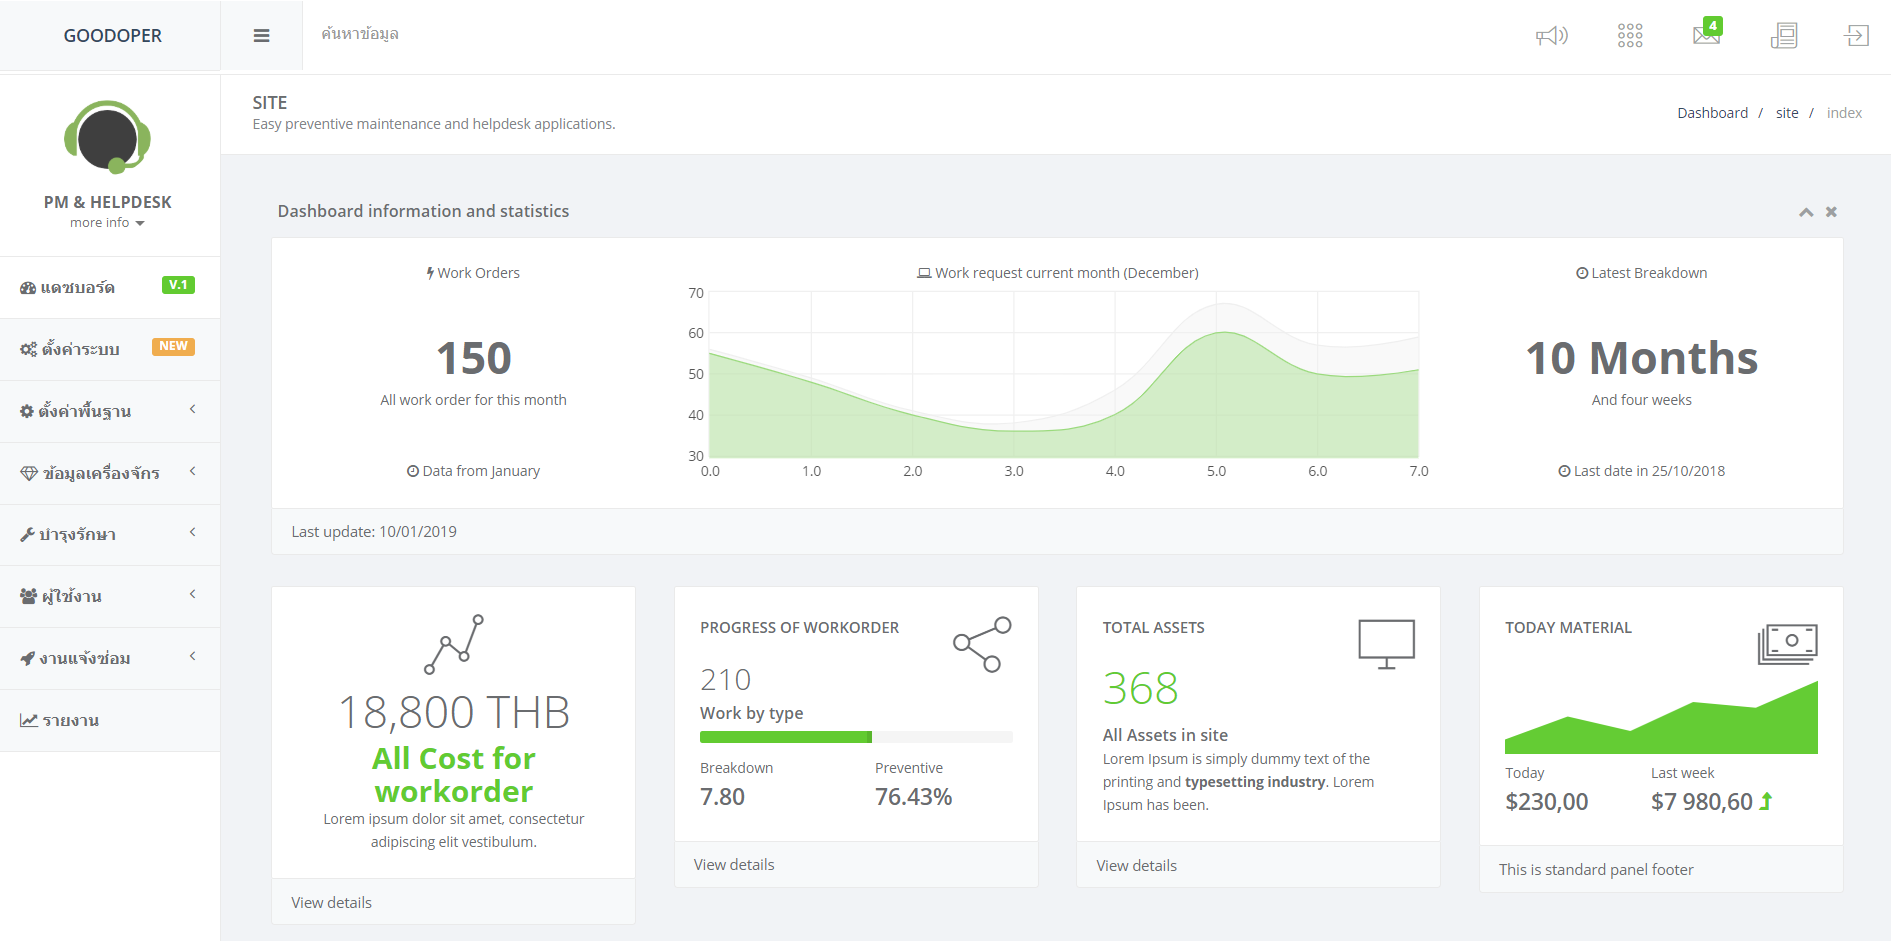 GOODOPER
ค้นหาข้อมูล
4
PM & HELPDESK
more info
แดชบอร์ด V.1
ตั้งค่าระบบ NEW
ตั้งค่าพื้นฐาน
ข้อมูลเครื่องจักร
บำรุงรักษา
ผู้ใช้งาน
งานแจ้งซ่อม
รายงาน
SITE
Easy preventive maintenance and helpdesk applications.
Dashboard / site / index
Dashboard information and statistics
Work Orders
150
All work order for this month
Data from January
Work request current month (December)
70
60
50
40
30
0.0 1.0 2.0 3.0 4.0 5.0 6.0 7.0
Latest Breakdown
10 Months
And four weeks
Last date in 25/10/2018
Last update: 10/01/2019
18,800 THB
All Cost for
workorder
Lorem ipsum dolor sit amet, consectetur
adipiscing elit vestibulum.
View details
PROGRESS OF WORKORDER
210
Work by type
Breakdown Preventive
7.80 76.43%
View details
TOTAL ASSETS
368
All Assets in site
Lorem Ipsum is simply dummy text of the
printing and typesetting industry. Lorem
Ipsum has been.
View details
TODAY MATERIAL
Today Last week
$230,00 $7 980,60
This is standard panel footer